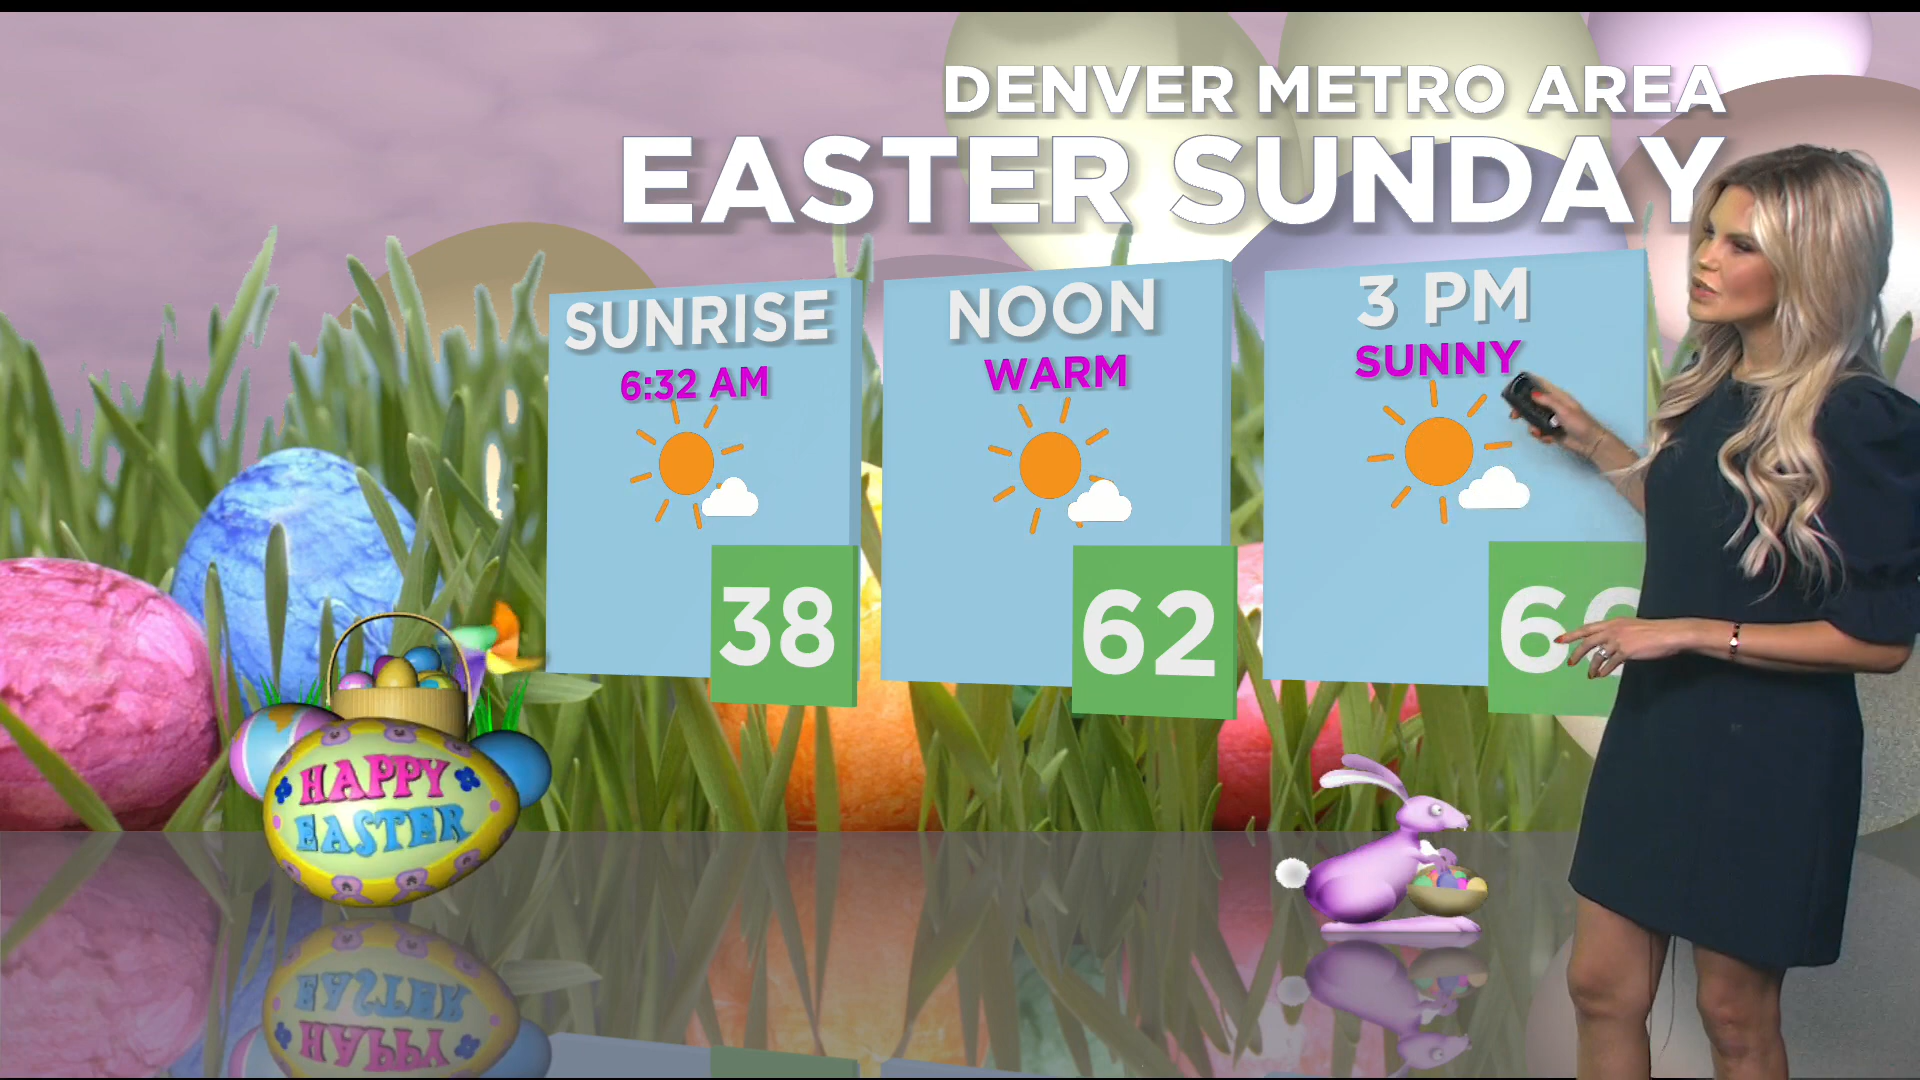 DENVER METRO AREA
EASTER SUNDAY
SUNRISE
6:32 AM
38
NOON
WARM
62
3 PM
SUNNY
HAPPY
EASTER